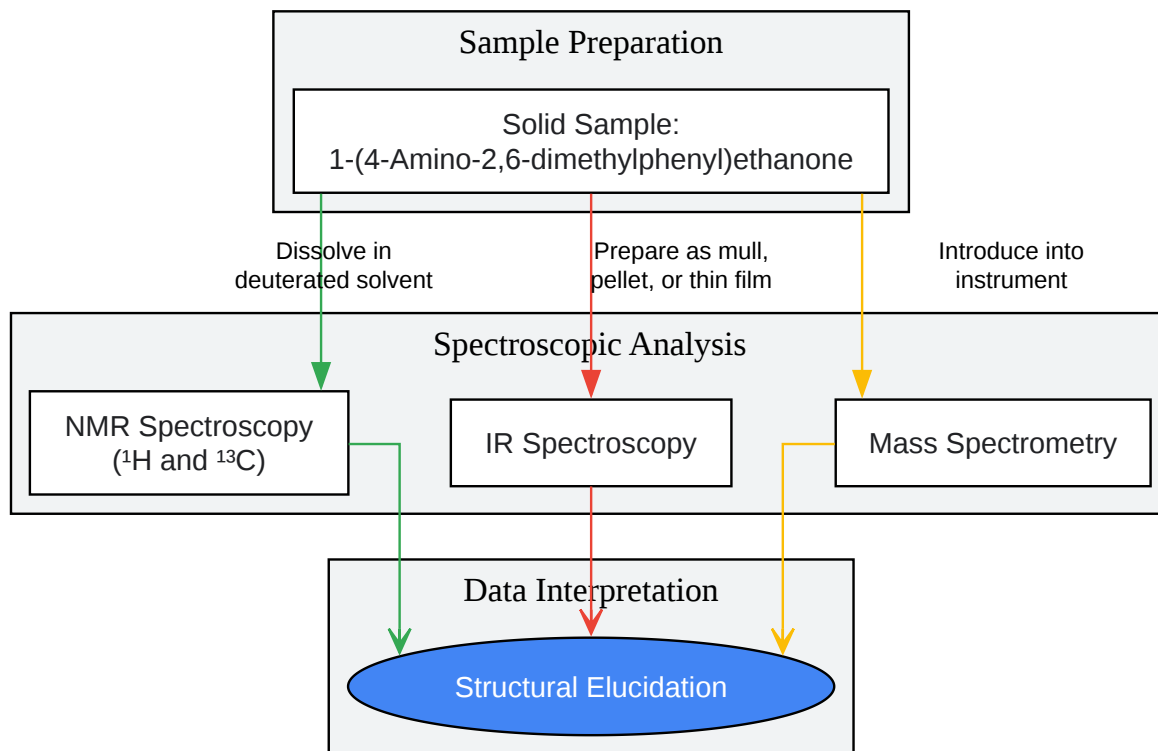 Sample Preparation
Solid Sample:
1-(4-Amino-2,6-dimethylphenyl)ethanone
Dissolve in
deuterated solvent
Prepare as mull,
pellet, or thin film
Introduce into
instrument
Spectroscopic Analysis
NMR Spectroscopy
(¹H and ¹³C)
IR Spectroscopy
Mass Spectrometry
Data Interpretation
Structural Elucidation